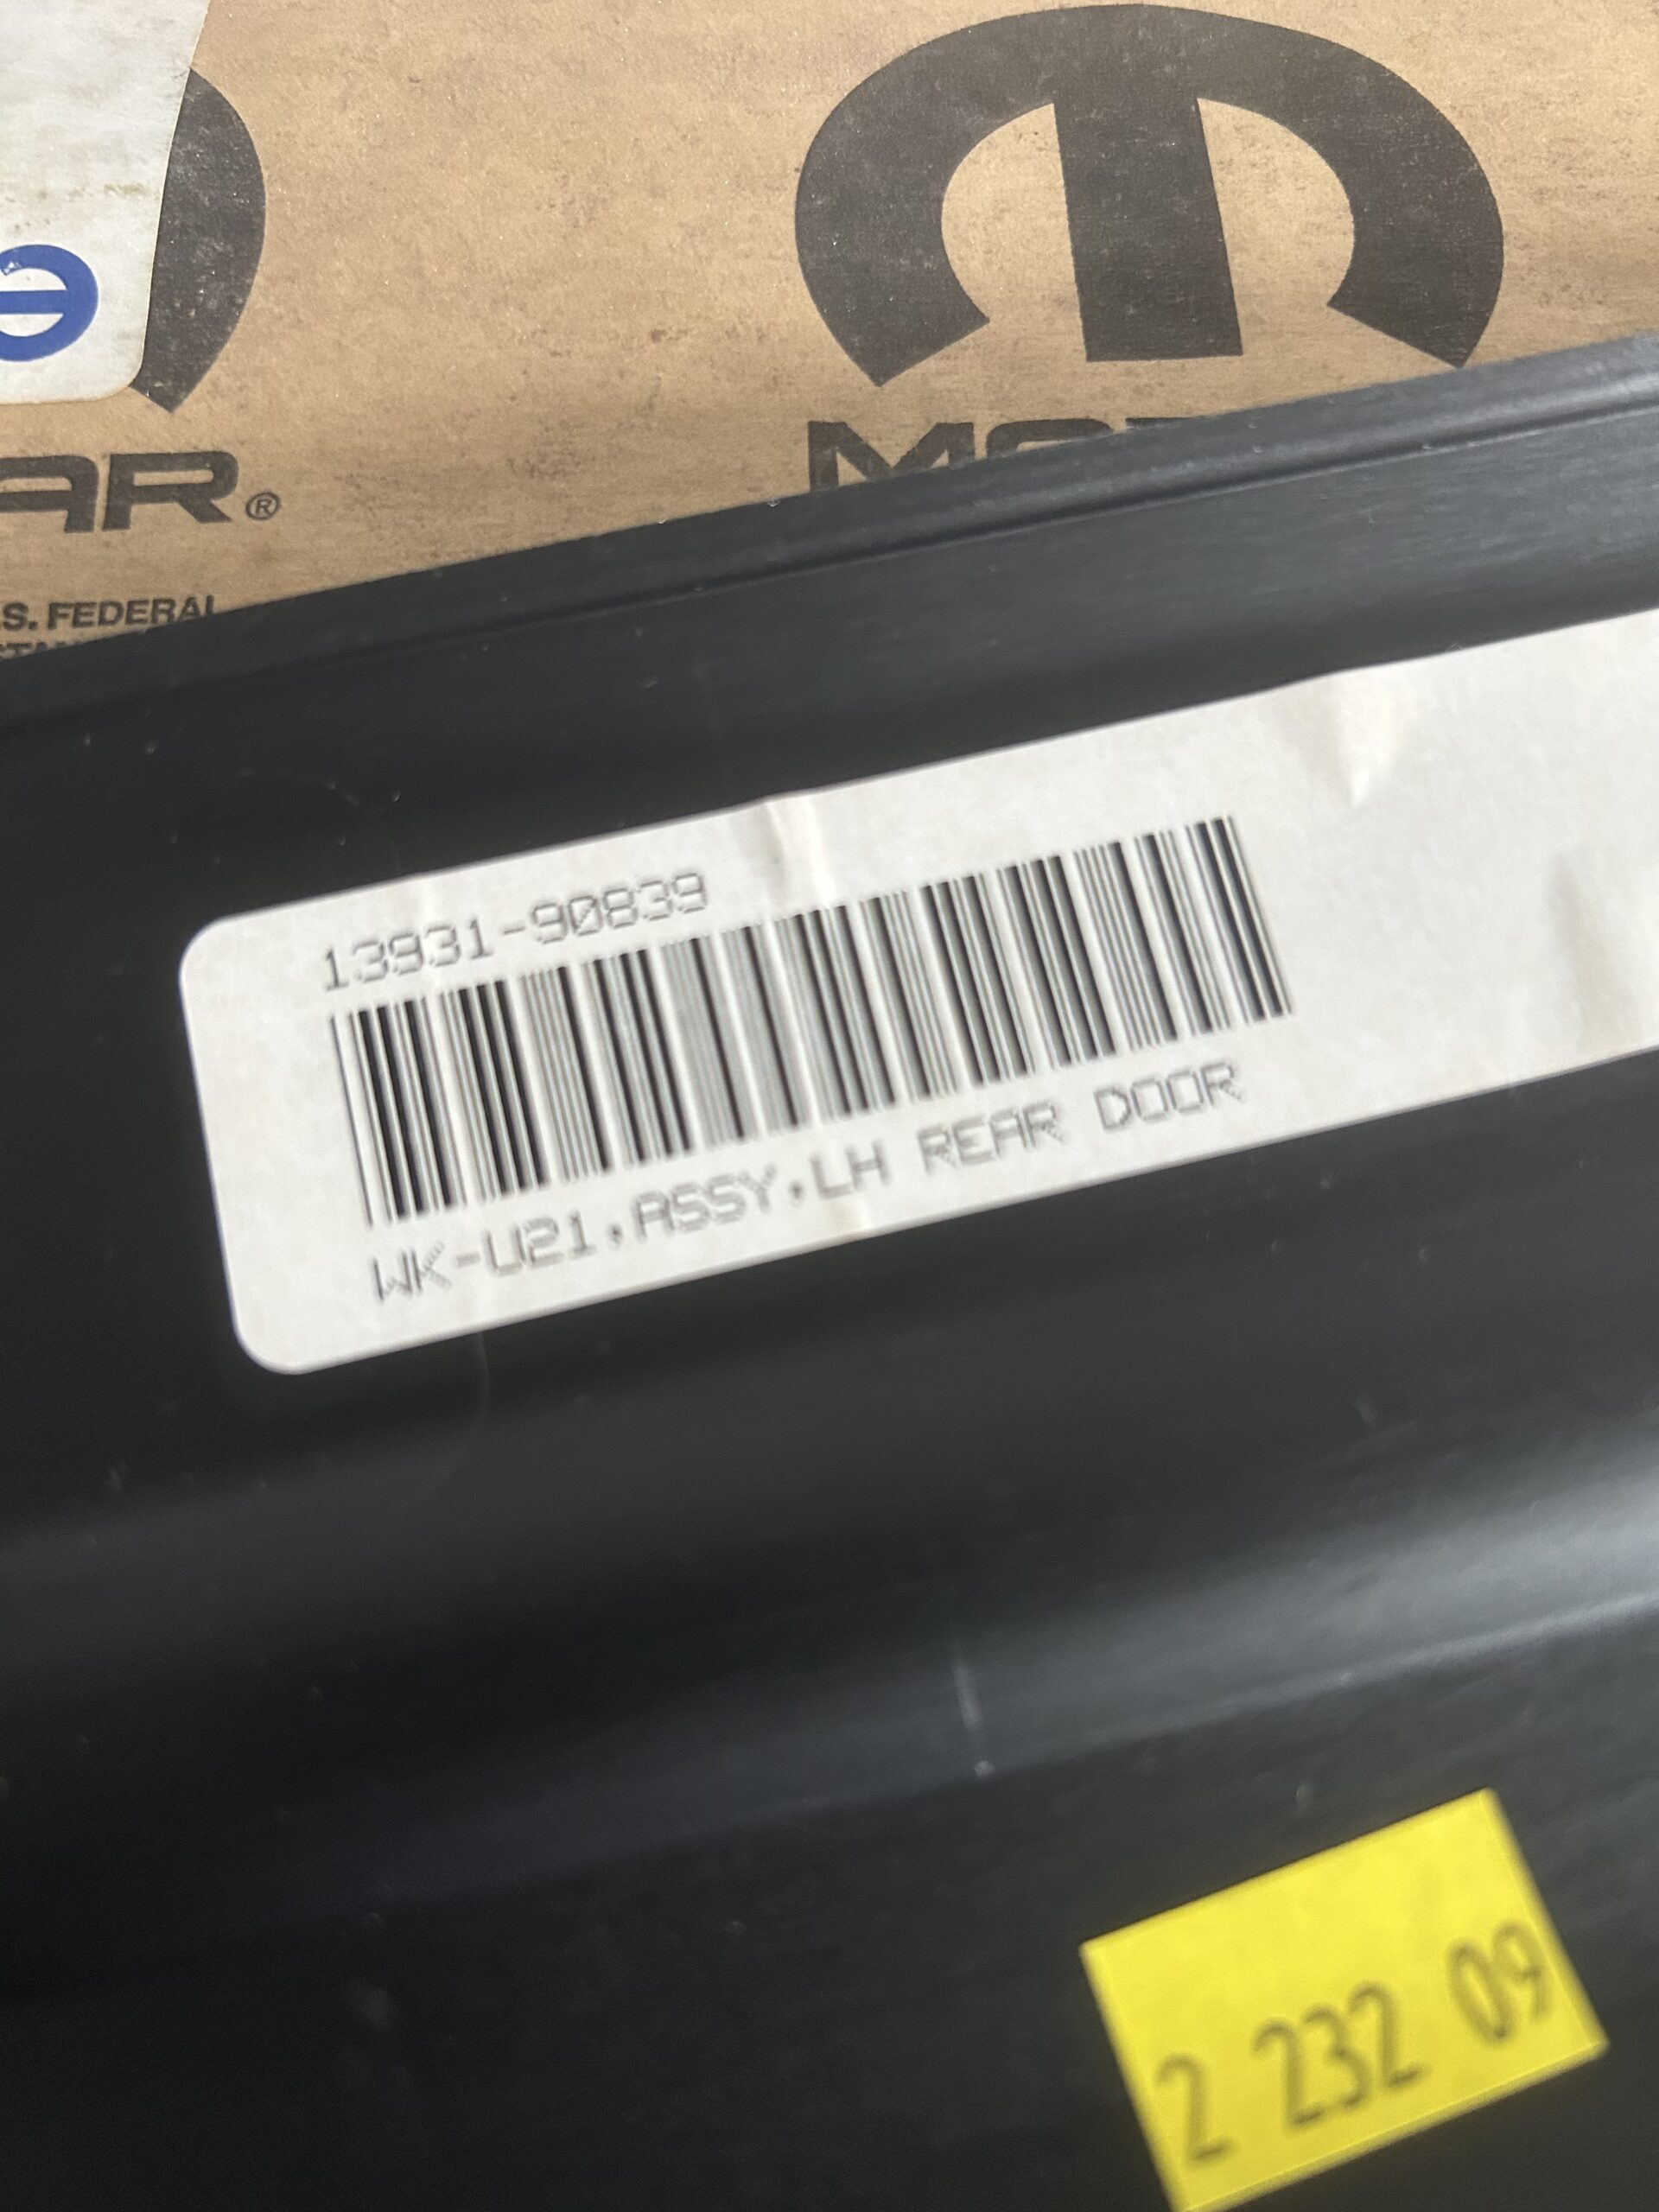 AR®
S. FEDERAL
13931-90839
WK-U21,ASSY,LH REAR DOOR
2 232 09